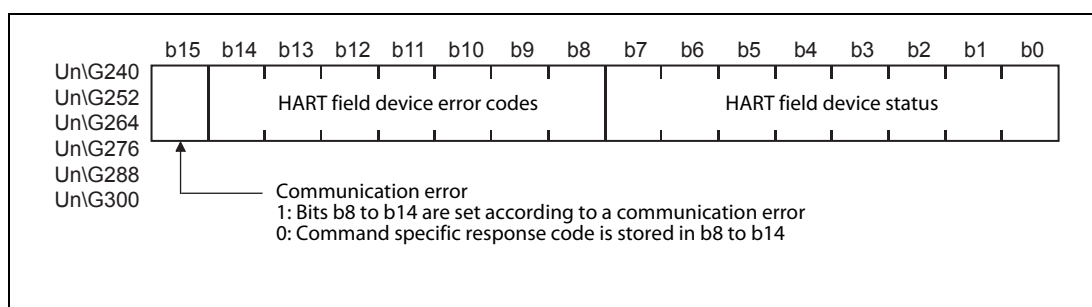 b15 b14 b13 b12 b11 b10 b9 b8 b7 b6 b5 b4 b3 b2 b1 b0
Un\G240
Un\G252
Un\G264
Un\G276
Un\G288
Un\G300
HART field device error codes
HART field device status
Communication error
1: Bits b8 to b14 are set according to a communication error
0: Command specific response code is stored in b8 to b14